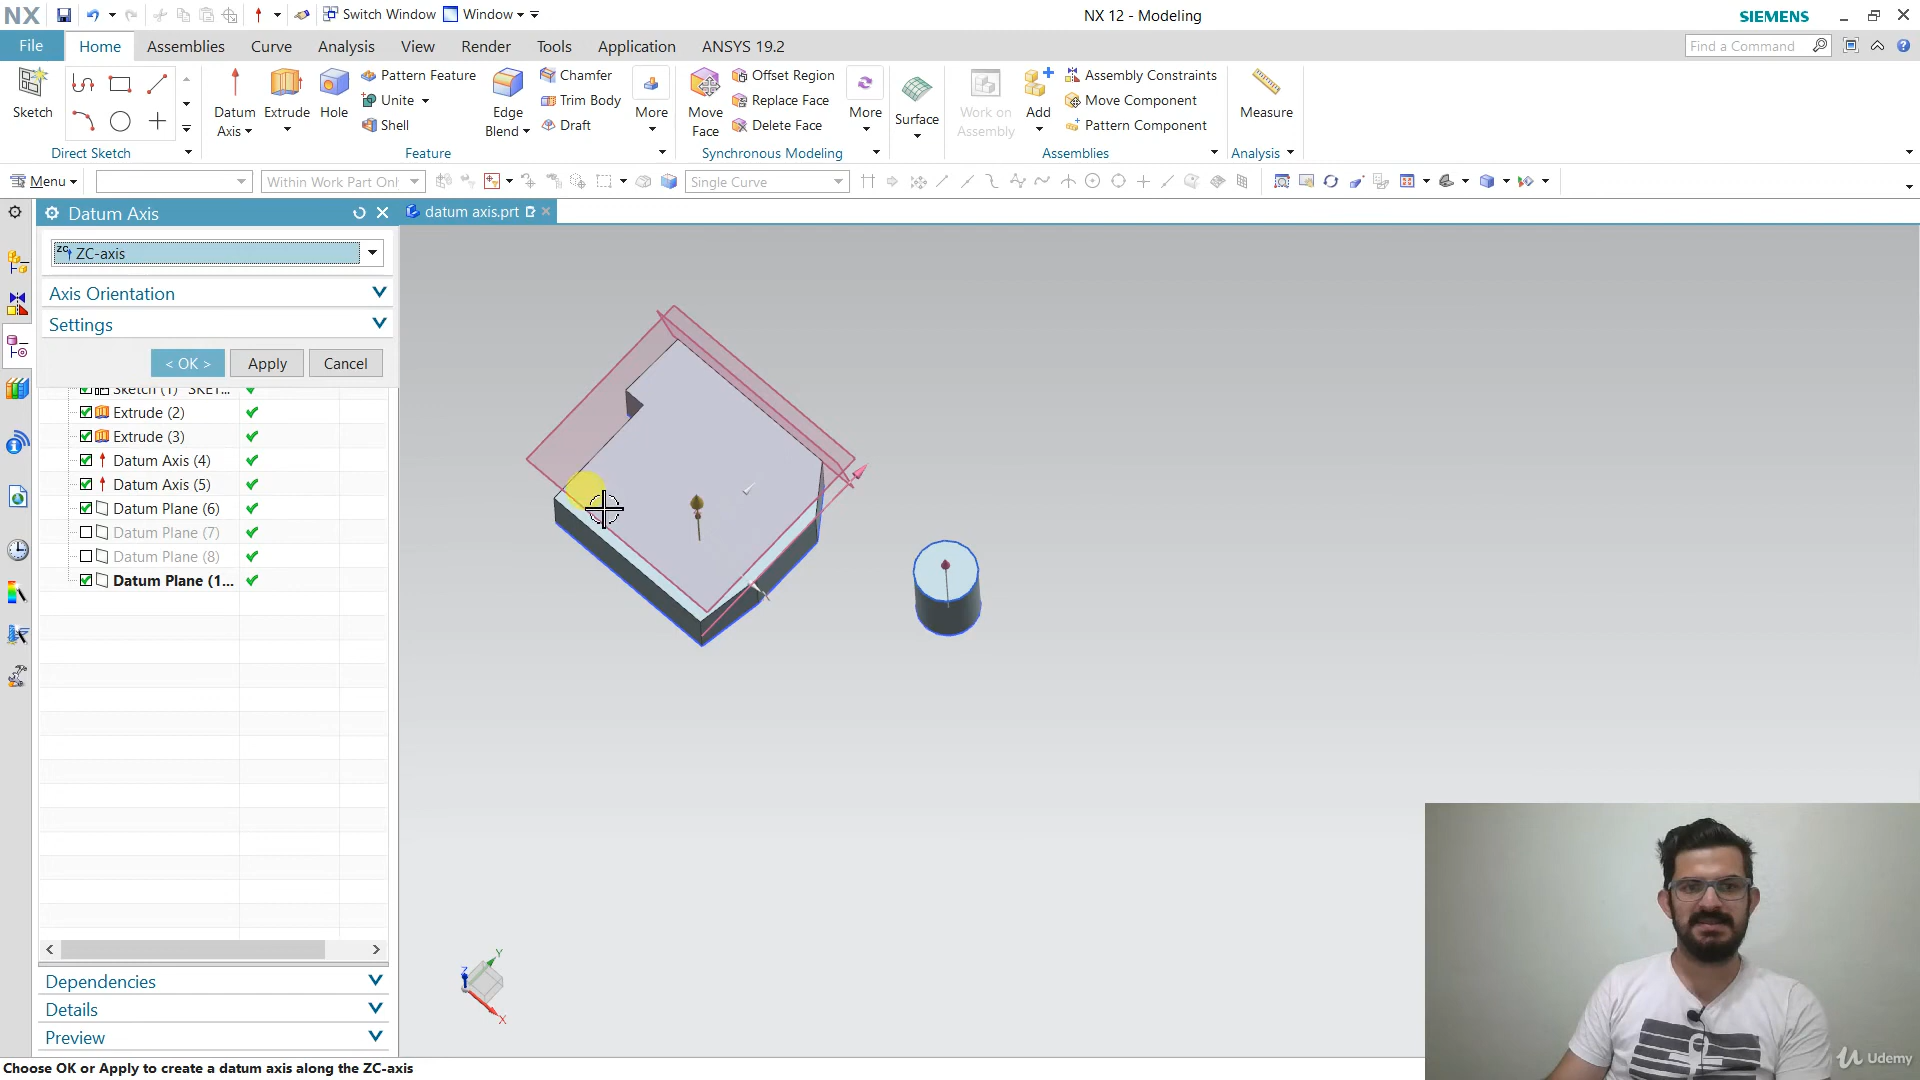 NX
Switch Window
Window
NX 12 - Modeling
SIEMENS
File
Home
Assemblies
Curve
Analysis
View
Render
Tools
Application
ANSYS 19.2
Find a Command
Sketch
Direct Sketch
Datum
Axis
Extrude
Hole
Pattern Feature
Unite
Shell
Edge
Blend
Chamfer
Trim Body
Draft
More
Feature
Move
Face
Offset Region
Replace Face
Delete Face
More
Synchronous Modeling
Surface
Work on
Assembly
Add
Assembly Constraints
Move Component
Pattern Component
Assemblies
Measure
Analysis
Menu
Within Work Part Onl
Single Curve
Datum Axis
datum axis.prt
ZC ZC-axis
Axis Orientation
Settings
< OK >
Apply
Cancel
Sketch (1) "SKET...
Extrude (2)
Extrude (3)
Datum Axis (4)
Datum Axis (5)
Datum Plane (6)
Datum Plane (7)
Datum Plane (8)
Datum Plane (1...
Dependencies
Details
Preview
Z
Y
X
Choose OK or Apply to create a datum axis along the ZC-axis
Udemy